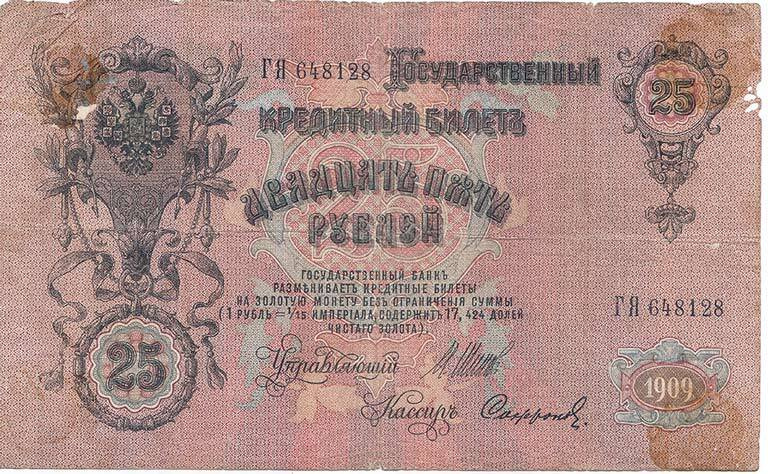 ГЯ 648128
Государственный
25
Кредитный Билетъ
Двадцать пять
рублей
ГОСУДАРСТВЕННЫЙ БАНКЪ
РАЗМѢНИВАЕТЪ КРЕДИТНЫЕ БИЛЕТЫ
НА ЗОЛОТУЮ МОНЕТУ БЕЗЪ ОГРАНИЧЕНІЯ СУММЫ
(1 РУБЛЬ = 1/15 ИМПЕРІАЛА, СОДЕРЖИТЪ 17, 424 ДОЛЕЙ
ЧИСТАГО ЗОЛОТА).
ГЯ 648128
25
Управляющій
Кассиръ
1909